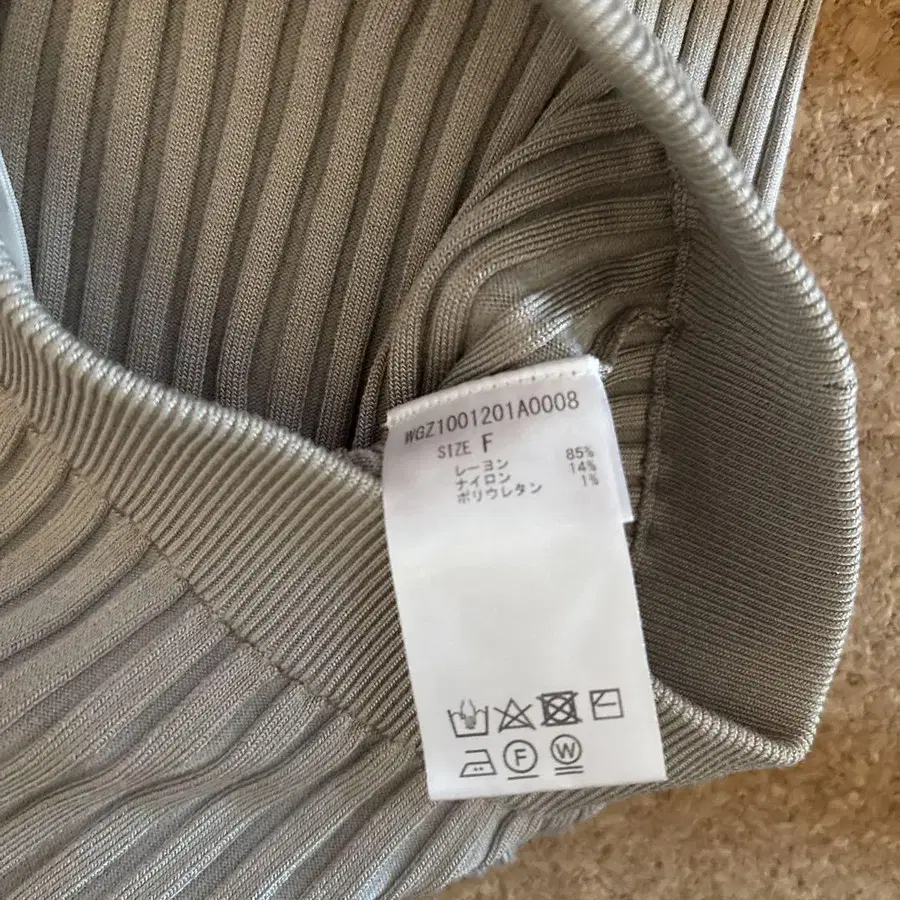 WGZ1001201A0008
SIZE F
レーヨン 85%
ナイロン 14%
ポリウレタン 1%
F W